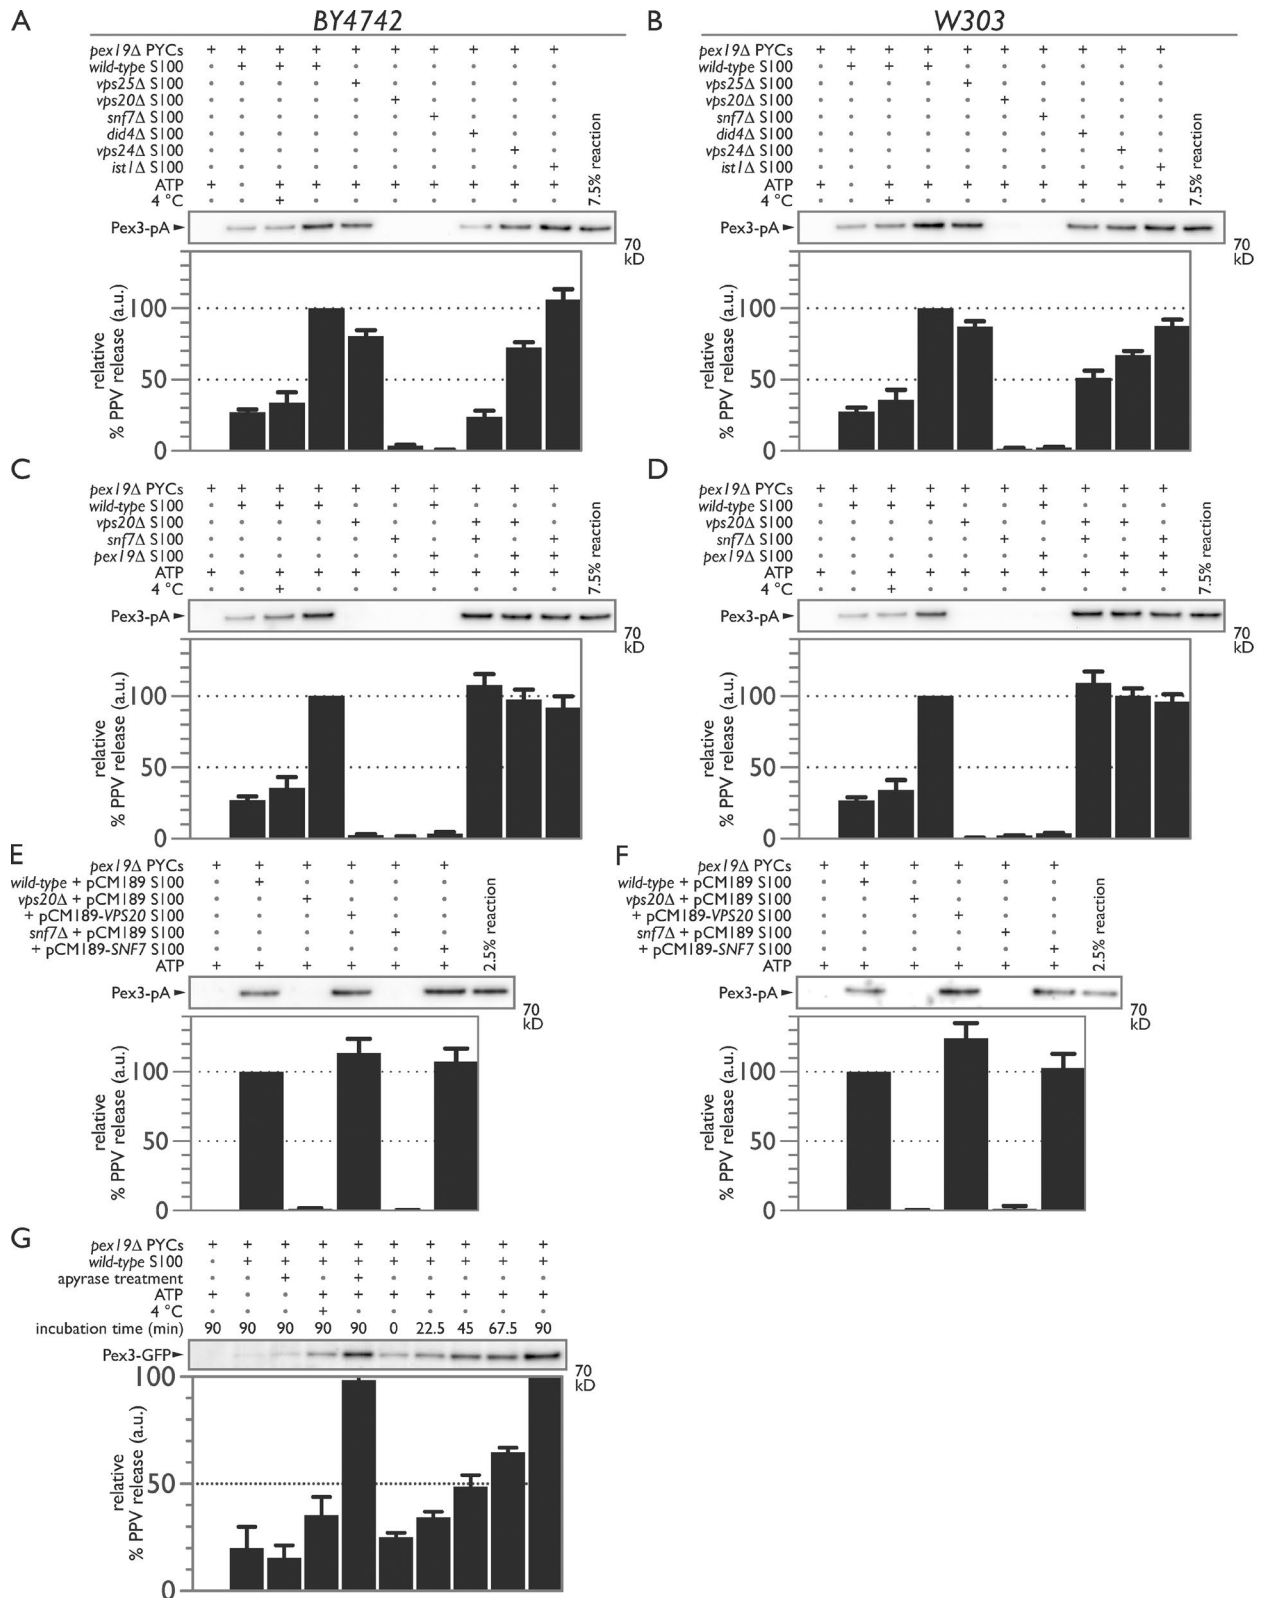 A BY4742
pex19Δ PYCs + + + + + + + + + +
wild-type S100 • + + + • • • • • •
vps25Δ S100 • • • • + • • • • •
vps20Δ S100 • • • • • + • • • •
snf7Δ S100 • • • • • • + • • •
did4Δ S100 • • • • • • • + • •
vps24Δ S100 • • • • • • • • + •
ist1Δ S100 • • • • • • • • • +
ATP + • + + + + + + + +
4 °C • • + • • • • • • •
7.5% reaction
Pex3-pA
70
kD
relative
% PPV release (a.u.)
100
50
0
B W303
pex19Δ PYCs + + + + + + + + + +
wild-type S100 • + + + • • • • • •
vps25Δ S100 • • • • + • • • • •
vps20Δ S100 • • • • • + • • • •
snf7Δ S100 • • • • • • + • • •
did4Δ S100 • • • • • • • + • •
vps24Δ S100 • • • • • • • • + •
ist1Δ S100 • • • • • • • • • +
ATP + • + + + + + + + +
4 °C • • + • • • • • • •
7.5% reaction
Pex3-pA
70
kD
relative
% PPV release (a.u.)
100
50
0
C
pex19Δ PYCs + + + + + + + + + +
wild-type S100 • + + + • • + • • •
vps20Δ S100 • • • • + • • + + •
snf7Δ S100 • • • • • + • + • +
pex19Δ S100 • • • • • • + • + +
ATP + • + + + + + + + +
4 °C • • + • • • • • • •
7.5% reaction
Pex3-pA
70
kD
relative
% PPV release (a.u.)
100
50
0
D
pex19Δ PYCs + + + + + + + + + +
wild-type S100 • + + + • • + • • •
vps20Δ S100 • • • • + • • + + •
snf7Δ S100 • • • • • + • + • +
pex19Δ S100 • • • • • • + • + +
ATP + • + + + + + + + +
4 °C • • + • • • • • • •
7.5% reaction
Pex3-pA
70
kD
relative
% PPV release (a.u.)
100
50
0
E
pex19Δ PYCs + + + + + +
wild-type + pCM189 S100 • + • • • •
vps20Δ + pCM189 S100 • • + • • •
+ pCM189-VPS20 S100 • • • + • •
snf7Δ + pCM189 S100 • • • • + •
+ pCM189-SNF7 S100 • • • • • +
ATP + + + + + +
2.5% reaction
Pex3-pA
70
kD
relative
% PPV release (a.u.)
100
50
0
F
pex19Δ PYCs + + + + + +
wild-type + pCM189 S100 • + • • • •
vps20Δ + pCM189 S100 • • + • • •
+ pCM189-VPS20 S100 • • • + • •
snf7Δ + pCM189 S100 • • • • + •
+ pCM189-SNF7 S100 • • • • • +
ATP + + + + + +
2.5% reaction
Pex3-pA
70
kD
relative
% PPV release (a.u.)
100
50
0
G
pex19Δ PYCs + + + + + + + + + +
wild-type S100 • + + + + + + + + +
apyrase treatment • • + • + • • • • •
ATP + • • + + + + + + +
4 °C • • • + • • • • • •
incubation time (min) 90 90 90 90 90 0 22.5 45 67.5 90
Pex3-GFP
70
kD
relative
% PPV release (a.u.)
100
50
0